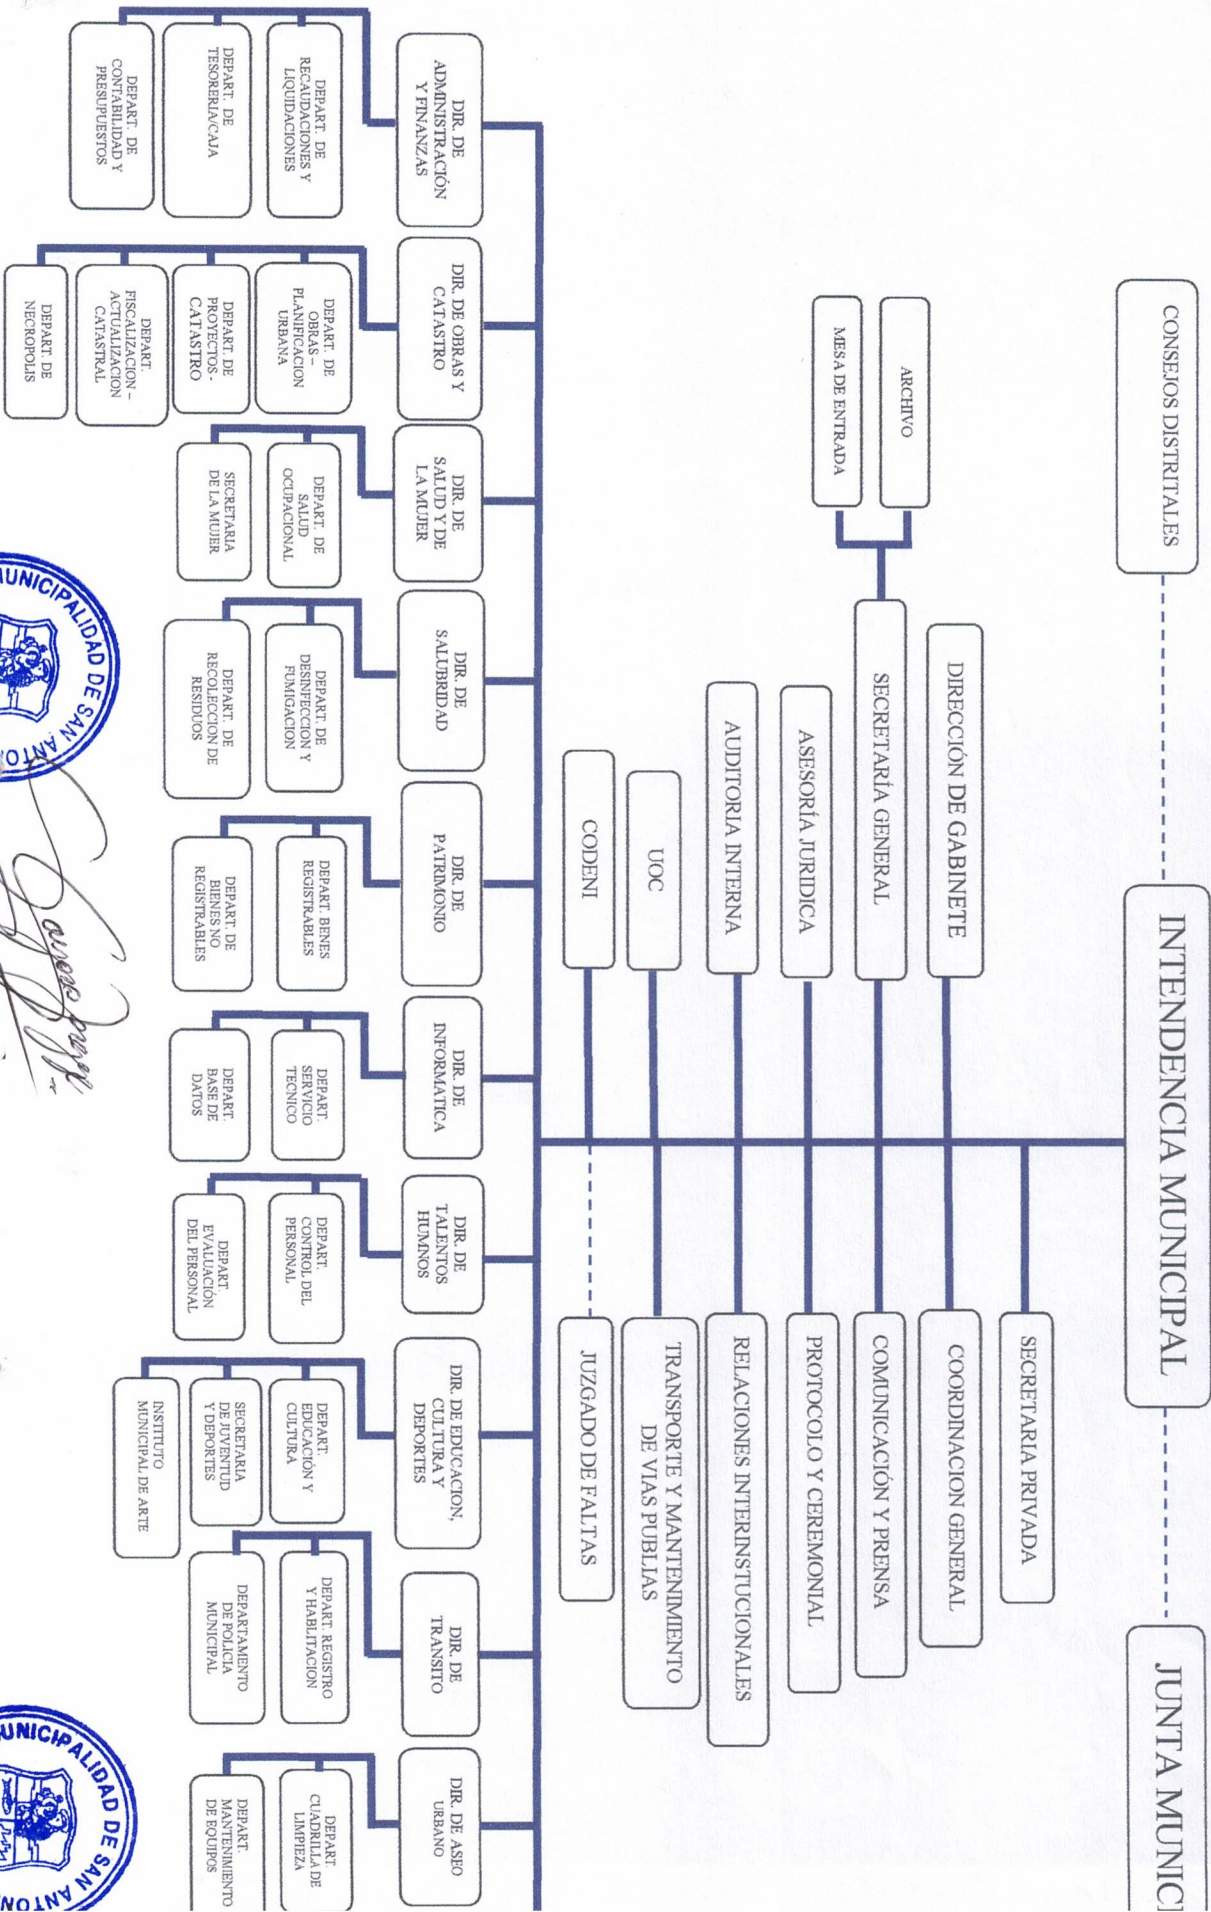 CONSEJOS DISTRITALES
INTENDENCIA MUNICIPAL
JUNTA MUNICI
SECRETARIA PRIVADA
DIRECCIÓN DE GABINETE
COORDINACION GENERAL
ARCHIVO
MESA DE ENTRADA
SECRETARÍA GENERAL
COMUNICACIÓN Y PRENSA
ASESORÍA JURIDICA
PROTOCOLO Y CEREMONIAL
AUDITORIA INTERNA
RELACIONES INTERINSTUCIONALES
UOC
TRANSPORTE Y MANTENIMIENTO
DE VIAS PUBLIAS
CODENI
JUZGADO DE FALTAS
DIR. DE
ADMINISTRACIÓN
Y FINANZAS
DEPART. DE
RECAUDACIONES Y
LIQUIDACIONES
DEPART. DE
TESORERIA/CAJA
DEPART. DE
CONTABILIDAD Y
PRESUPUESTOS
DIR. DE OBRAS Y
CATASTRO
DEPART. DE
OBRAS –
PLANIFICACION
URBANA
DEPART. DE
PROYECTOS -
CATASTRO
DEPART.
FISCALIZACION –
ACTUALIZACION
CATASTRAL
DEPART. DE
NECROPOLIS
DIR. DE
SALUD Y DE
LA MUJER
DEPART. DE
SALUD
OCUPACIONAL
SECRETARIA
DE LA MUJER
DIR. DE
SALUBRIDAD
DEPART. DE
DESINFECCION Y
FUMIGACION
DEPART. DE
RECOLECCION DE
RESIDUOS
DIR. DE
PATRIMONIO
DEPART. BENES
REGISTRABLES
DEPART. DE
BIENES NO
REGISTRABLES
DIR. DE
INFORMATICA
DEPART.
SERVICIO
TECNICO
DEPART.
BASE DE
DATOS
DIR. DE
TALENTOS
HUMNOS
DEPART.
CONTROL DEL
PERSONAL
DEPART.
EVALUACIÓN
DEL PERSONAL
DIR. DE EDUCACION,
CULTURA Y
DEPORTES
DEPART.
EDUCACIÓN Y
CULTURA
SECRETARIA
DE JUVENTUD
Y DEPORTES
INSTITUTO
MUNICIPAL DE ARTE
DIR. DE
TRANSITO
DEPART. REGISTRO
Y HABLITACION
DEPARTAMENTO
DE POLICIA
MUNICIPAL
DIR. DE ASEO
URBANO
DEPART.
CUADRILLA DE
LIMPIEZA
DEPART.
MANTENIMIENTO
DE EQUIPOS
MUNICIPALIDAD DE SAN ANTO
MUNICIPALIDAD DE SAN ANTONI